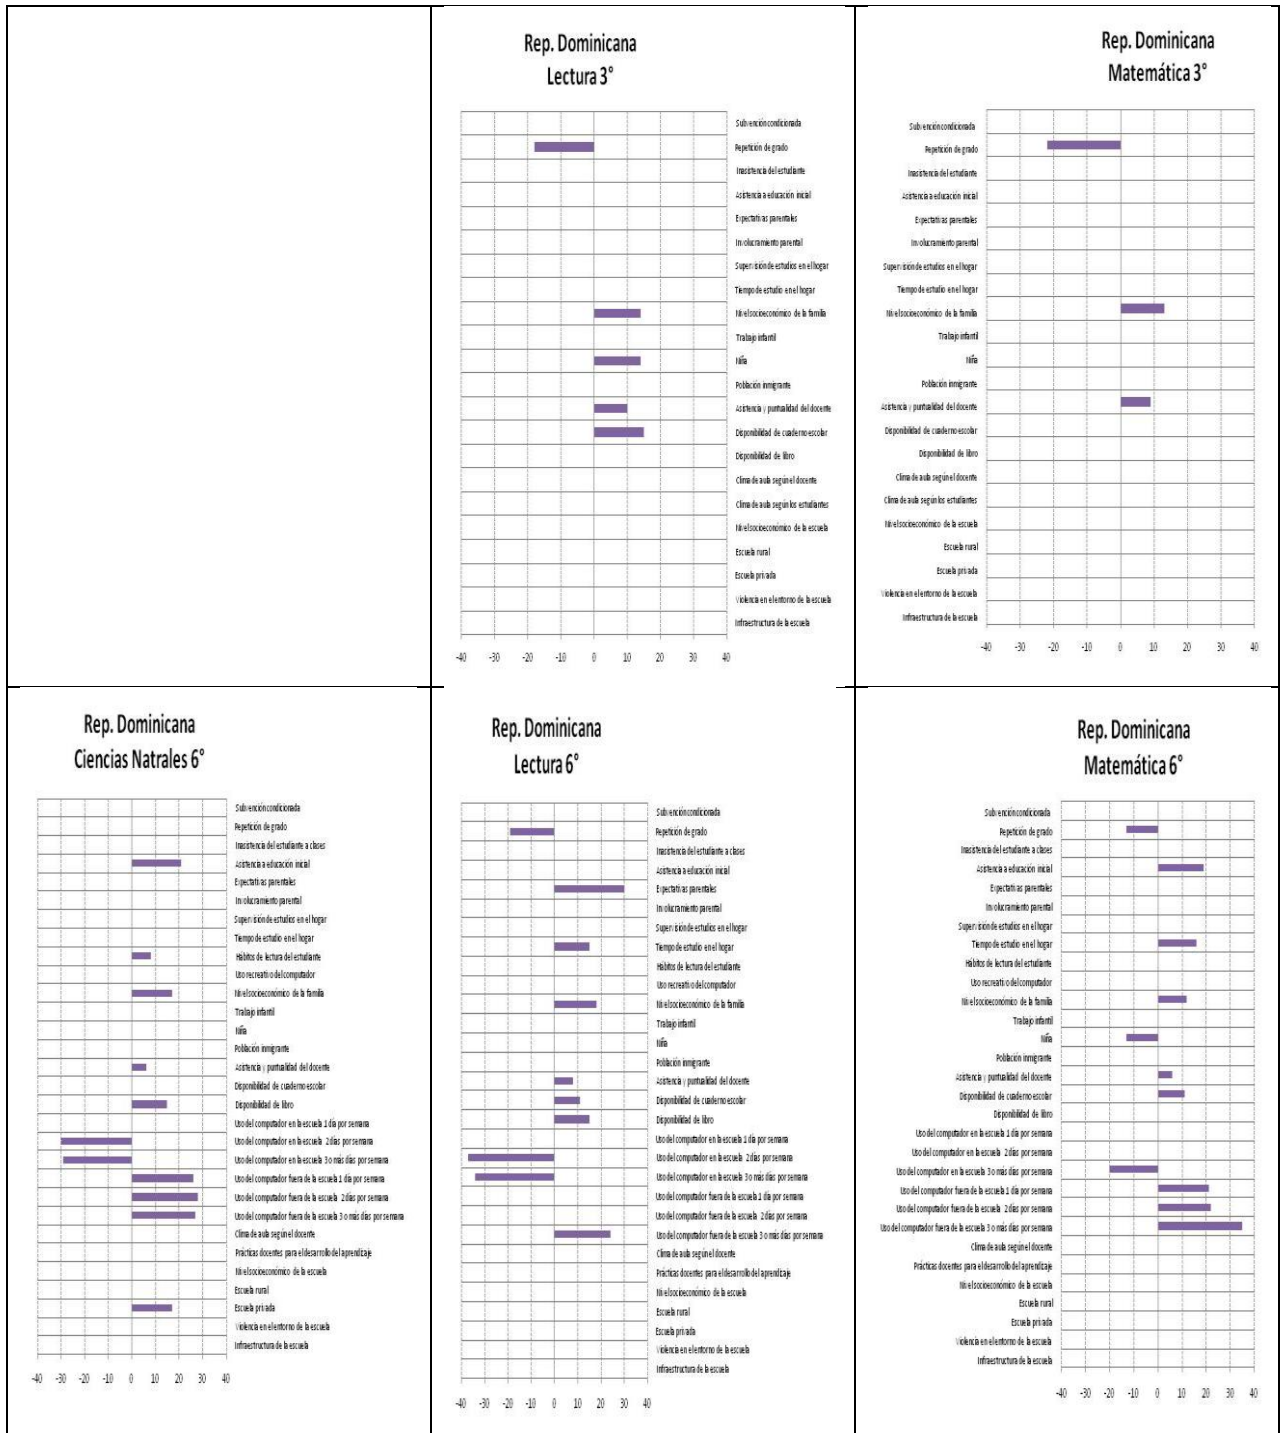 Rep. Dominicana
Lectura 3°
Subvención condicionada
Repetición de grado
Inasistencia del estudiante
Asistencia a educación inicial
Expectativas parentales
Involucramiento parental
Supervisión de estudios en el hogar
Tiempo de estudio en el hogar
Nivel socioeconómico de la familia
Trabajo infantil
Niña
Población inmigrante
Asistencia y puntualidad del docente
Disponibilidad de cuaderno escolar
Disponibilidad de libro
Clima de aula según el docente
Clima de aula según los estudiantes
Nivel socioeconómico de la escuela
Escuela rural
Escuela privada
Violencia en el entorno de la escuela
Infraestructura de la escuela
-40 -30 -20 -10 0 10 20 30 40
Rep. Dominicana
Matemática 3°
Subvención condicionada
Repetición de grado
Inasistencia del estudiante
Asistencia a educación inicial
Expectativas parentales
Involucramiento parental
Supervisión de estudios en el hogar
Tiempo de estudio en el hogar
Nivel socioeconómico de la familia
Trabajo infantil
Niña
Población inmigrante
Asistencia y puntualidad del docente
Disponibilidad de cuaderno escolar
Disponibilidad de libro
Clima de aula según el docente
Clima de aula según los estudiantes
Nivel socioeconómico de la escuela
Escuela rural
Escuela privada
Violencia en el entorno de la escuela
Infraestructura de la escuela
-40 -30 -20 -10 0 10 20 30 40
Rep. Dominicana
Ciencias Natrales 6°
Subvención condicionada
Repetición de grado
Inasistencia del estudiante a clases
Asistencia a educación inicial
Expectativas parentales
Involucramiento parental
Supervisión de estudios en el hogar
Tiempo de estudio en el hogar
Hábitos de lectura del estudiante
Uso recreativo del computador
Nivel socioeconómico de la familia
Trabajo infantil
Niña
Población inmigrante
Asistencia y puntualidad del docente
Disponibilidad de cuaderno escolar
Disponibilidad de libro
Uso del computador en la escuela 1 día por semana
Uso del computador en la escuela 2 días por semana
Uso del computador en la escuela 3 o más días por semana
Uso del computador fuera de la escuela 1 día por semana
Uso del computador fuera de la escuela 2 días por semana
Uso del computador fuera de la escuela 3 o más días por semana
Clima de aula según el docente
Prácticas docentes para el desarrollo del aprendizaje
Nivel socioeconómico de la escuela
Escuela rural
Escuela privada
Violencia en el entorno de la escuela
Infraestructura de la escuela
-40 -30 -20 -10 0 10 20 30 40
Rep. Dominicana
Lectura 6°
Subvención condicionada
Repetición de grado
Inasistencia del estudiante a clases
Asistencia a educación inicial
Expectativas parentales
Involucramiento parental
Supervisión de estudios en el hogar
Tiempo de estudio en el hogar
Hábitos de lectura del estudiante
Uso recreativo del computador
Nivel socioeconómico de la familia
Trabajo infantil
Niña
Población inmigrante
Asistencia y puntualidad del docente
Disponibilidad de cuaderno escolar
Disponibilidad de libro
Uso del computador en la escuela 1 día por semana
Uso del computador en la escuela 2 días por semana
Uso del computador en la escuela 3 o más días por semana
Uso del computador fuera de la escuela 1 día por semana
Uso del computador fuera de la escuela 2 días por semana
Uso del computador fuera de la escuela 3 o más días por semana
Clima de aula según el docente
Prácticas docentes para el desarrollo del aprendizaje
Nivel socioeconómico de la escuela
Escuela rural
Escuela privada
Violencia en el entorno de la escuela
Infraestructura de la escuela
-40 -30 -20 -10 0 10 20 30 40
Rep. Dominicana
Matemática 6°
Subvención condicionada
Repetición de grado
Inasistencia del estudiante a clases
Asistencia a educación inicial
Expectativas parentales
Involucramiento parental
Supervisión de estudios en el hogar
Tiempo de estudio en el hogar
Hábitos de lectura del estudiante
Uso recreativo del computador
Nivel socioeconómico de la familia
Trabajo infantil
Niña
Población inmigrante
Asistencia y puntualidad del docente
Disponibilidad de cuaderno escolar
Disponibilidad de libro
Uso del computador en la escuela 1 día por semana
Uso del computador en la escuela 2 días por semana
Uso del computador en la escuela 3 o más días por semana
Uso del computador fuera de la escuela 1 día por semana
Uso del computador fuera de la escuela 2 días por semana
Uso del computador fuera de la escuela 3 o más días por semana
Clima de aula según el docente
Prácticas docentes para el desarrollo del aprendizaje
Nivel socioeconómico de la escuela
Escuela rural
Escuela privada
Violencia en el entorno de la escuela
Infraestructura de la escuela
-40 -30 -20 -10 0 10 20 30 40